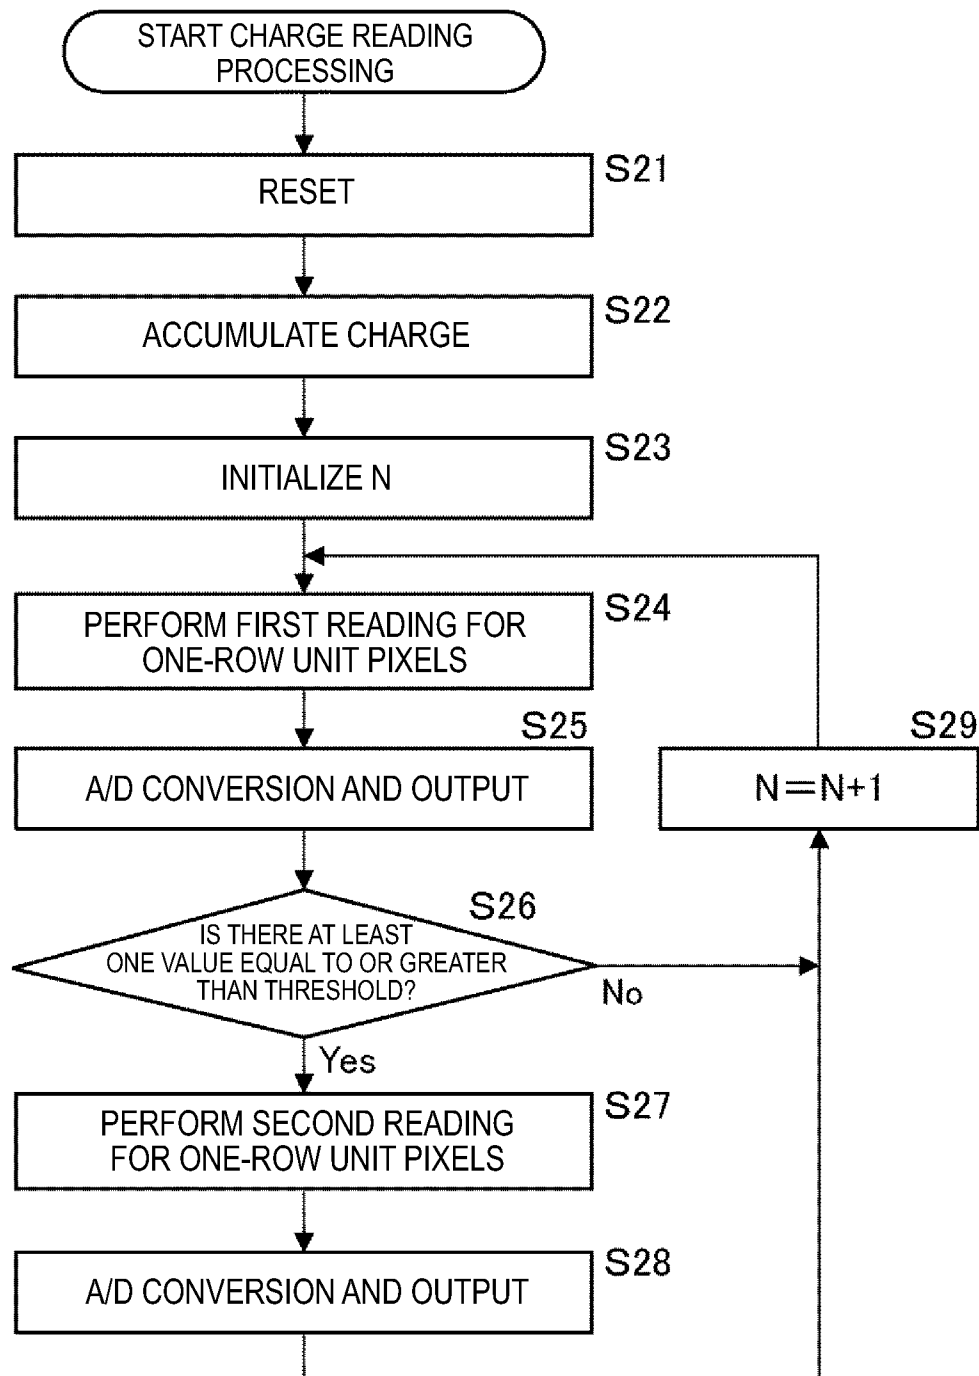 START CHARGE READING
PROCESSING
S21
RESET
S22
ACCUMULATE CHARGE
S23
INITIALIZE N
S24
PERFORM FIRST READING FOR
ONE-ROW UNIT PIXELS
S25
A/D CONVERSION AND OUTPUT
S29
N=N+1
S26
IS THERE AT LEAST
ONE VALUE EQUAL TO OR GREATER
THAN THRESHOLD?
No
Yes
S27
PERFORM SECOND READING
FOR ONE-ROW UNIT PIXELS
S28
A/D CONVERSION AND OUTPUT